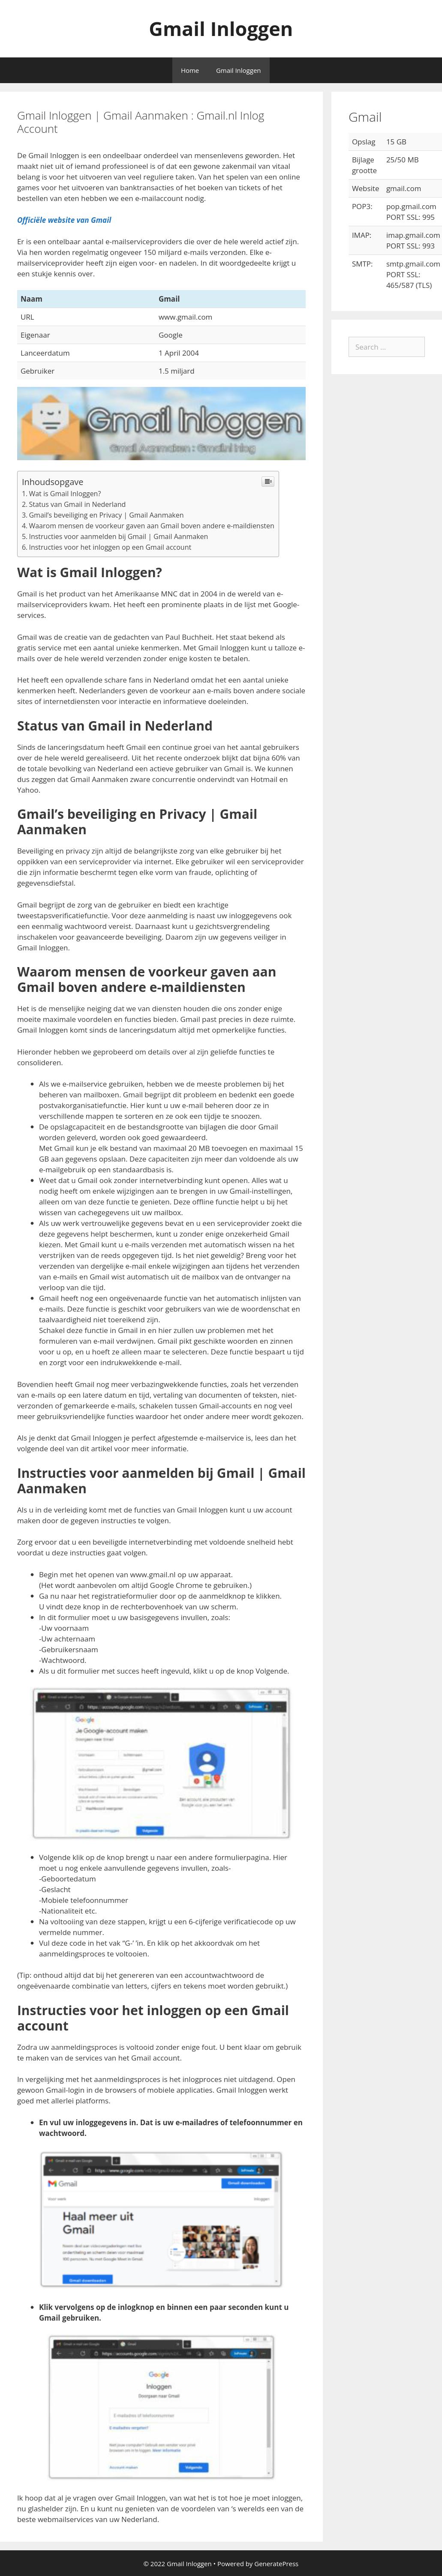 Gmail Inloggen
Home
Gmail Inloggen
Gmail Inloggen | Gmail Aanmaken : Gmail.nl Inlog
Account
De Gmail Inloggen is een ondeelbaar onderdeel van mensenlevens geworden. Het
maakt niet uit of iemand professioneel is of dat een gewone zakenmail van vitaal
belang is voor het uitvoeren van veel reguliere taken. Van het spelen van een online
games voor het uitvoeren van banktransacties of het boeken van tickets of het
bestellen van eten hebben we een e-mailaccount nodig.
Officiële website van Gmail
Er is een ontelbaar aantal e-mailserviceproviders die over de hele wereld actief zijn.
Via hen worden regelmatig ongeveer 150 miljard e-mails verzonden. Elke e-
mailserviceprovider heeft zijn eigen voor- en nadelen. In dit woordgedeelte krijgt u
een stukje kennis over.
Naam Gmail
URL www.gmail.com
Eigenaar Google
Lanceerdatum 1 April 2004
Gebruiker 1.5 miljard
Gmail Inloggen
Gmail Aanmaken : Gmail.nl Inlog
Inhoudsopgave
1. Wat is Gmail Inloggen?
2. Status van Gmail in Nederland
3. Gmail's beveiliging en Privacy | Gmail Aanmaken
4. Waarom mensen de voorkeur gaven aan Gmail boven andere e-maildiensten
5. Instructies voor aanmelden bij Gmail | Gmail Aanmaken
6. Instructies voor het inloggen op een Gmail account
Wat is Gmail Inloggen?
Gmail is het product van het Amerikaanse MNC dat in 2004 in de wereld van e-
mailserviceproviders kwam. Het heeft een prominente plaats in de lijst met Google-
services.
Gmail was de creatie van de gedachten van Paul Buchheit. Het staat bekend als
gratis service met een aantal unieke kenmerken. Met Gmail Inloggen kunt u talloze e-
mails over de hele wereld verzenden zonder enige kosten te betalen.
Het heeft een opvallende schare fans in Nederland omdat het een aantal unieke
kenmerken heeft. Nederlanders geven de voorkeur aan e-mails boven andere sociale
sites of internetdiensten voor interactie en informatieve doeleinden.
Status van Gmail in Nederland
Sinds de lanceringsdatum heeft Gmail een continue groei van het aantal gebruikers
over de hele wereld gerealiseerd. Uit het recente onderzoek blijkt dat bijna 60% van
de totale bevolking van Nederland een actieve gebruiker van Gmail is. We kunnen
dus zeggen dat Gmail Aanmaken zware concurrentie ondervindt van Hotmail en
Yahoo.
Gmail's beveiliging en Privacy | Gmail
Aanmaken
Beveiliging en privacy zijn altijd de belangrijkste zorg van elke gebruiker bij het
oppikken van een serviceprovider via internet. Elke gebruiker wil een serviceprovider
die zijn informatie beschermt tegen elke vorm van fraude, oplichting of
gegevensdiefstal.
Gmail begrijpt de zorg van de gebruiker en biedt een krachtige
tweestapsverificatiefunctie. Voor deze aanmelding is naast uw inloggegevens ook
een eenmalig wachtwoord vereist. Daarnaast kunt u gezichtsvergrendeling
inschakelen voor geavanceerde beveiliging. Daarom zijn uw gegevens veiliger in
Gmail Inloggen.
Waarom mensen de voorkeur gaven aan
Gmail boven andere e-maildiensten
Het is de menselijke neiging dat we van diensten houden die ons zonder enige
moeite maximale voordelen en functies bieden. Gmail past precies in deze ruimte.
Gmail Inloggen komt sinds de lanceringsdatum altijd met opmerkelijke functies.
Hieronder hebben we geprobeerd om details over al zijn geliefde functies te
consolideren.
• Als we e-mailservice gebruiken, hebben we de meeste problemen bij het
beheren van mailboxen. Gmail begrijpt dit probleem en bedenkt een goede
postvakorganisatiefunctie. Hier kunt u uw e-mail beheren door ze in
verschillende mappen te sorteren en ze ook een tijdje te snoozen.
• De opslagcapaciteit en de bestandsgrootte van bijlagen die door Gmail
worden geleverd, worden ook goed gewaardeerd.
Met Gmail kun je elk bestand van maximaal 20 MB toevoegen en maximaal 15
GB aan gegevens opslaan. Deze capaciteiten zijn meer dan voldoende als uw
e-mailgebruik op een standaardbasis is.
• Weet dat u Gmail ook zonder internetverbinding kunt openen. Alles wat u
nodig heeft om enkele wijzigingen aan te brengen in uw Gmail-instellingen,
alleen om van deze functie te genieten. Deze offline functie helpt u bij het
wissen van cachegegevens uit uw mailbox.
• Als uw werk vertrouwelijke gegevens bevat en u een serviceprovider zoekt die
deze gegevens helpt beschermen, kunt u zonder enige onzekerheid Gmail
kiezen. Met Gmail kunt u e-mails verzenden met automatisch wissen na het
verstrijken van de reeds opgegeven tijd. Is het niet geweldig? Breng voor het
verzenden van dergelijke e-mail enkele wijzigingen aan tijdens het verzenden
van e-mails en Gmail wist automatisch uit de mailbox van de ontvanger na
verloop van die tijd.
• Gmail heeft nog een ongeëvenaarde functie van het automatisch inlijsten van
e-mails. Deze functie is geschikt voor gebruikers van wie de woordenschat en
taalvaardigheid niet toereikend zijn.
Schakel deze functie in Gmail in en hier zullen uw problemen met het
formuleren van e-mail verdwijnen. Gmail pikt geschikte woorden en zinnen
voor u op, en u hoeft ze alleen maar te selecteren. Deze functie bespaart u tijd
en zorgt voor een indrukwekkende e-mail.
Bovendien heeft Gmail nog meer verbazingwekkende functies, zoals het verzenden
van e-mails op een latere datum en tijd, vertaling van documenten of teksten, niet-
verzonden of gemarkeerde e-mails, schakelen tussen Gmail-accounts en nog veel
meer gebruiksvriendelijke functies waardoor het onder andere meer wordt gekozen.
Als je denkt dat Gmail Inloggen je perfect afgestemde e-mailservice is, lees dan het
volgende deel van dit artikel voor meer informatie.
Instructies voor aanmelden bij Gmail | Gmail
Aanmaken
Als u in de verleiding komt met de functies van Gmail Inloggen kunt u uw account
maken door de gegeven instructies te volgen.
Zorg ervoor dat u een beveiligde internetverbinding met voldoende snelheid hebt
voordat u deze instructies gaat volgen.
• Begin met het openen van www.gmail.nl op uw apparaat.
(Het wordt aanbevolen om altijd Google Chrome te gebruiken.)
• Ga nu naar het registratieformulier door op de aanmeldknop te klikken.
U vindt deze knop in de rechterbovenhoek van uw scherm.
• In dit formulier moet u uw basisgegevens invullen, zoals:
-Uw voornaam
-Uw achternaam
-Gebruikersnaam
-Wachtwoord.
• Als u dit formulier met succes heeft ingevuld, klikt u op de knop Volgende.
Google
Je Google-account maken
• Volgende klik op de knop brengt u naar een andere formulierpagina. Hier
moet u nog enkele aanvullende gegevens invullen, zoals-
-Geboortedatum
-Geslacht
-Mobiele telefoonnummer
-Nationaliteit etc.
• Na voltooiing van deze stappen, krijgt u een 6-cijferige verificatiecode op uw
vermelde nummer.
• Vul deze code in het vak "G-' 'in. En klik op het akkoordvak om het
aanmeldingsproces te voltooien.
(Tip: onthoud altijd dat bij het genereren van een accountwachtwoord de
ongeëvenaarde combinatie van letters, cijfers en tekens moet worden gebruikt.)
Instructies voor het inloggen op een Gmail
account
Zodra uw aanmeldingsproces is voltooid zonder enige fout. U bent klaar om gebruik
te maken van de services van het Gmail account.
In vergelijking met het aanmeldingsproces is het inlogproces niet uitdagend. Open
gewoon Gmail-login in de browsers of mobiele applicaties. Gmail Inloggen werkt
goed met allerlei platforms.
• En vul uw inloggegevens in. Dat is uw e-mailadres of telefoonnummer en
wachtwoord.
Gmail
Haal meer uit
Gmail
• Klik vervolgens op de inlogknop en binnen een paar seconden kunt u
Gmail gebruiken.
Google
Inloggen
Doorgaan naar Gmail
Ik hoop dat al je vragen over Gmail Inloggen, van wat het is tot hoe je moet inloggen,
nu glashelder zijn. En u kunt nu genieten van de voordelen van 's werelds een van de
beste webmailservices van uw Nederland.
Gmail
Opslag 15 GB
Bijlage 25/50 MB
grootte
Website gmail.com
POP3: pop.gmail.com
PORT SSL: 995
IMAP: imap.gmail.com
PORT SSL: 993
SMTP: smtp.gmail.com
PORT SSL:
465/587 (TLS)
Search …
© 2022 Gmail Inloggen • Powered by GeneratePress